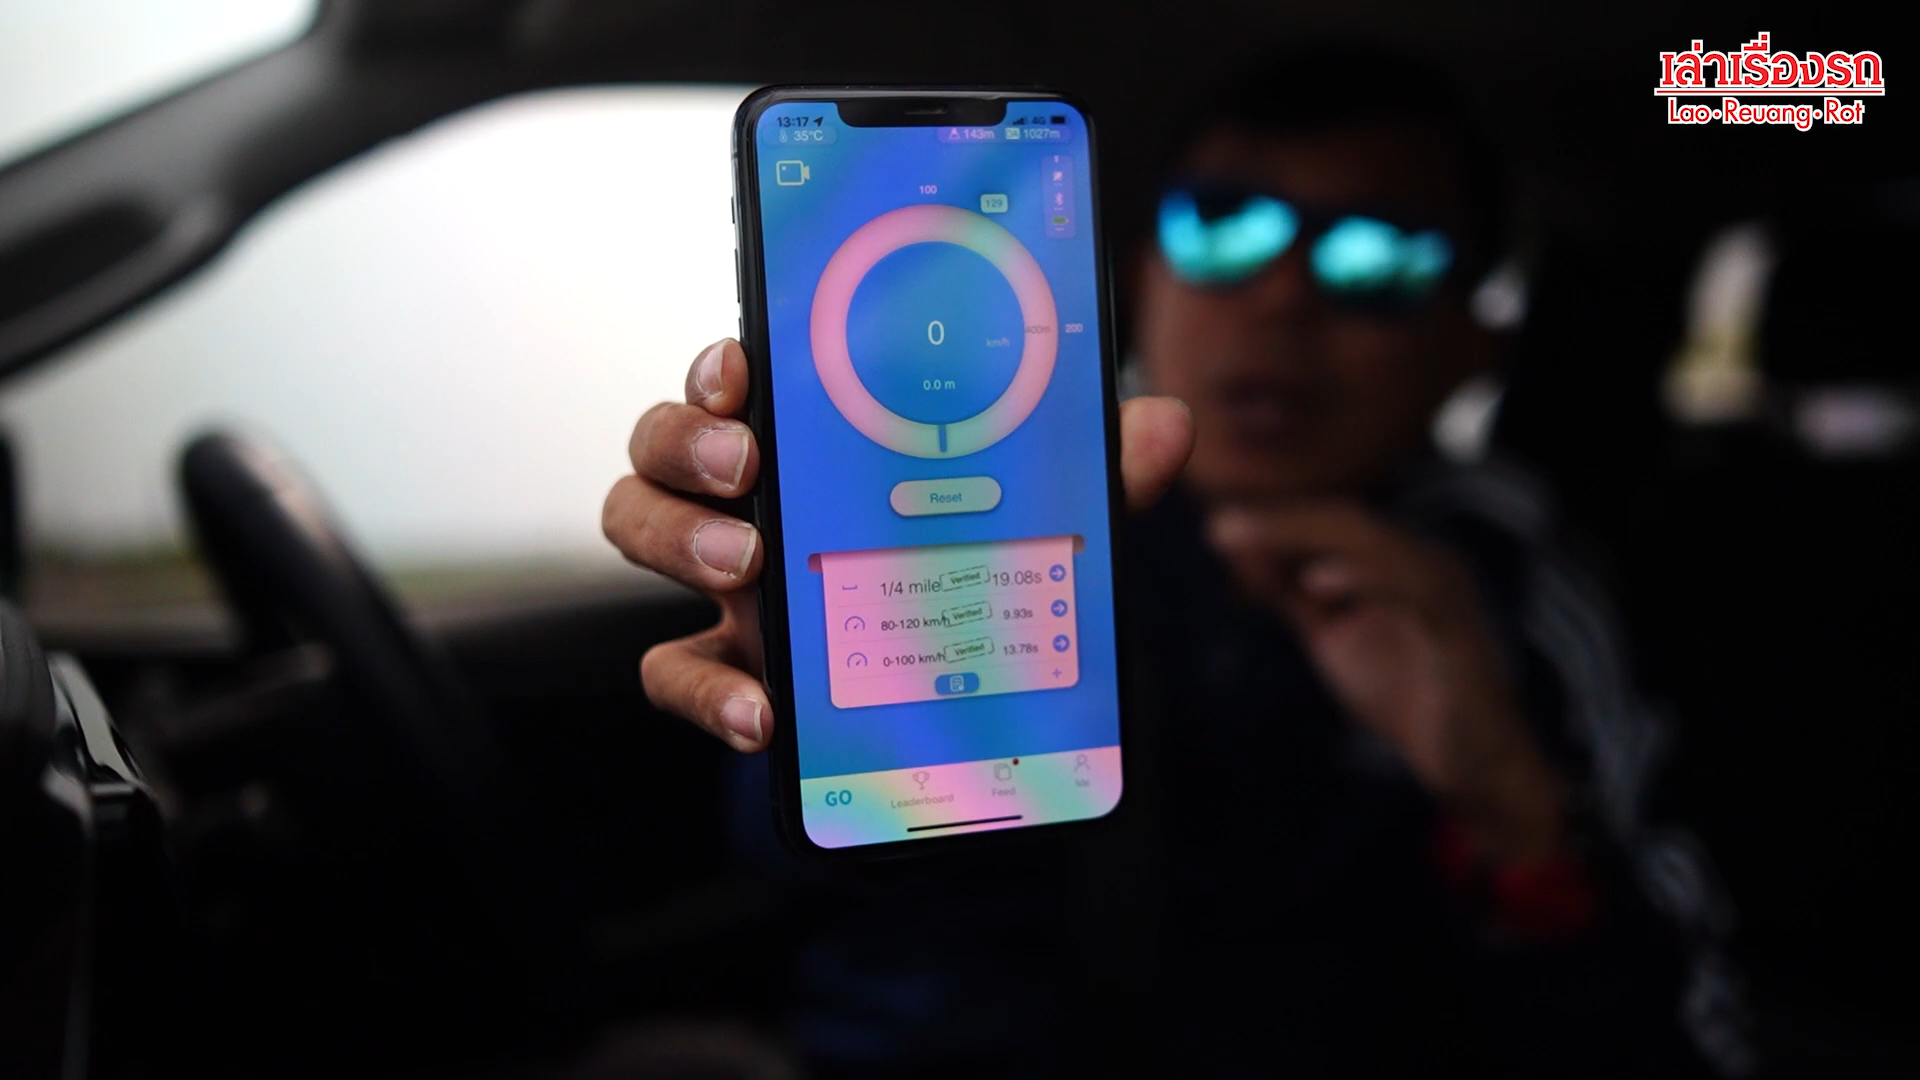 เล่าเรื่องรถ
Lao•Reuang•Rot
13:17 4G
35°C 143m DA 1027m
100
129
0
km/h 400m 200
0.0 m
Reset
1/4 mile Verified 19.08s
80-120 km/h Verified 9.93s
0-100 km/h Verified 13.78s
GO Leaderboard Feed Me